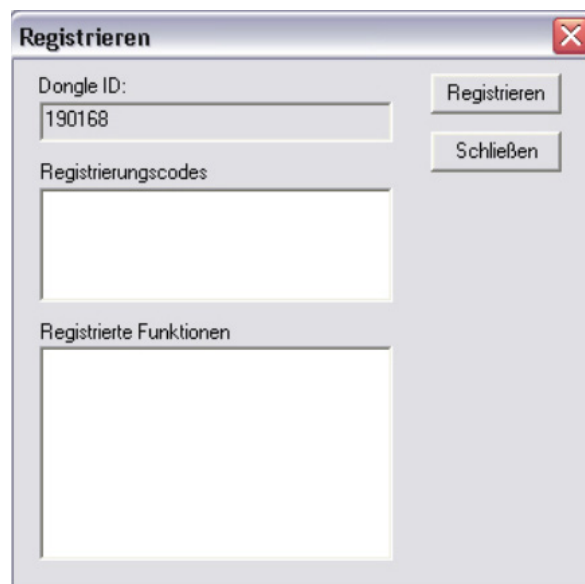 Registrieren
Dongle ID:
Registrieren
190168
Schließen
Registrierungscodes
Registrierte Funktionen